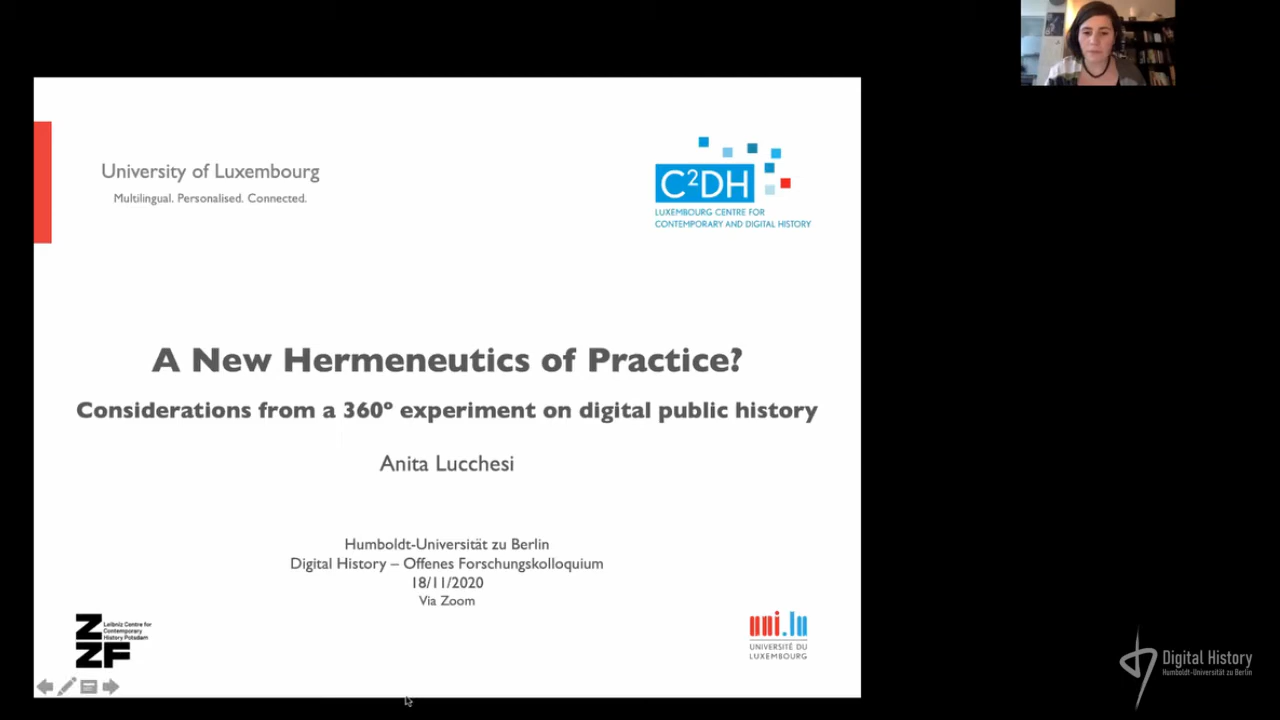 University of Luxembourg
Multilingual. Personalised. Connected.
C²DH
LUXEMBOURG CENTRE FOR
CONTEMPORARY AND DIGITAL HISTORY
A New Hermeneutics of Practice?
Considerations from a 360º experiment on digital public history
Anita Lucchesi
Humboldt-Universität zu Berlin
Digital History – Offenes Forschungskolloquium
18/11/2020
Via Zoom
ZZF
Leibniz Centre for
Contemporary
History Potsdam
uni.lu
UNIVERSITÉ DU
LUXEMBOURG
Digital History
Humboldt-Universität zu Berlin